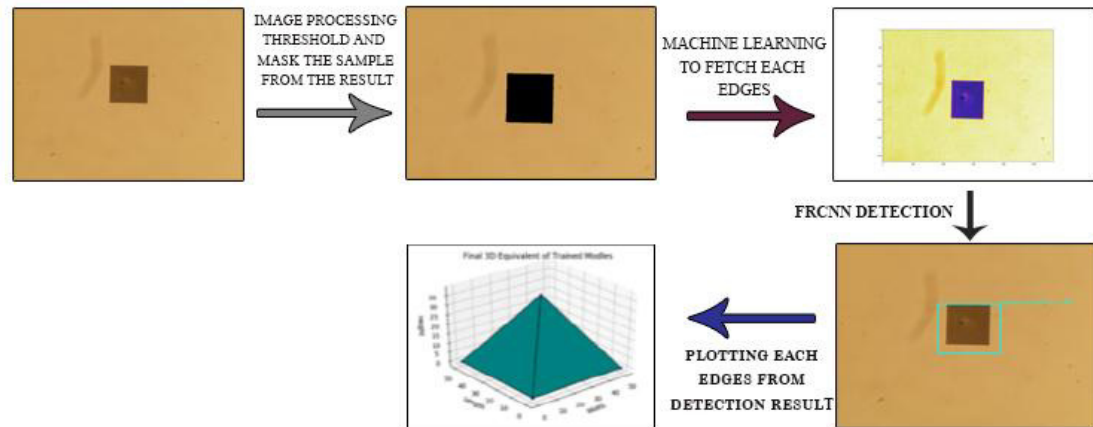 IMAGE PROCESSING
THRESHOLD AND
MASK THE SAMPLE
FROM THE RESULT
MACHINE LEARNING
TO FETCH EACH
EDGES
FRCNN DETECTION
Final 3D Equivalent of Trained Modles
PLOTTING EACH
EDGES FROM
DETECTION RESULT